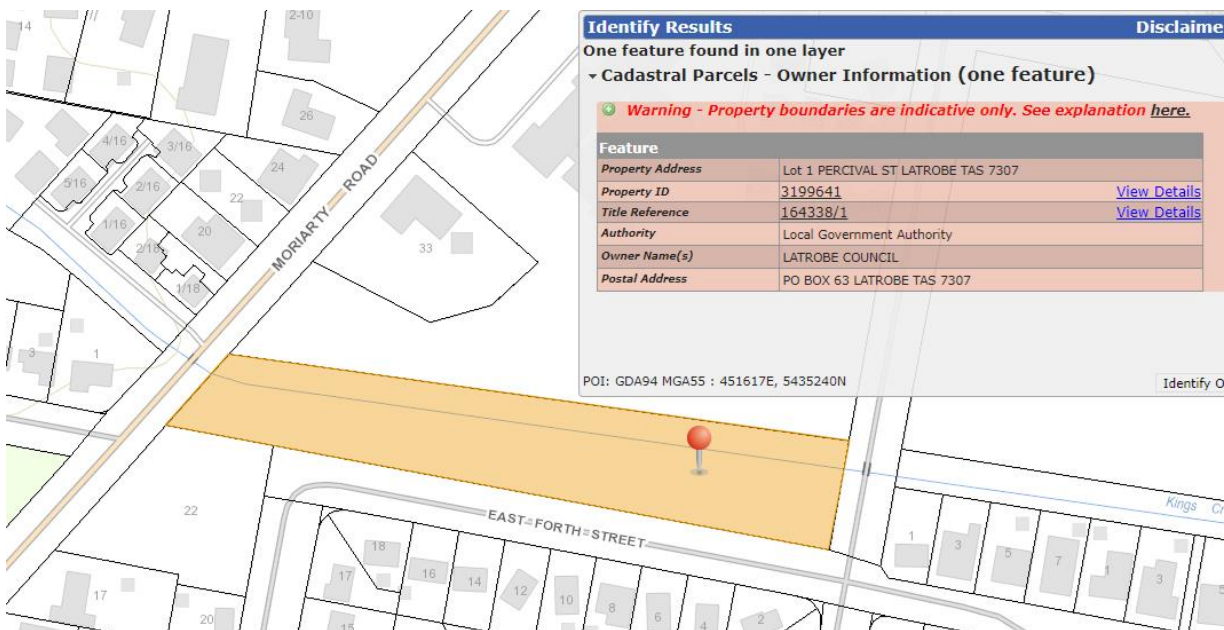 14
2-10
26
4/16
3/16
24
5/16
2/16
22
1/16
20
2/18
1/18
MORIARTY ROAD
33
3
1
Identify Results Disclaime
One feature found in one layer
Cadastral Parcels - Owner Information (one feature)
Warning - Property boundaries are indicative only. See explanation here.
Feature
Property Address Lot 1 PERCIVAL ST LATROBE TAS 7307
Property ID 3199641 View Details
Title Reference 164338/1 View Details
Authority Local Government Authority
Owner Name(s) LATROBE COUNCIL
Postal Address PO BOX 63 LATROBE TAS 7307
POI: GDA94 MGA55 : 451617E, 5435240N Identify O
Kings Cr
22
EAST FORTH STREET
1
3
5
7
1
3
5
18
17
16
14
12
10
8
6
4
2
17
20
15